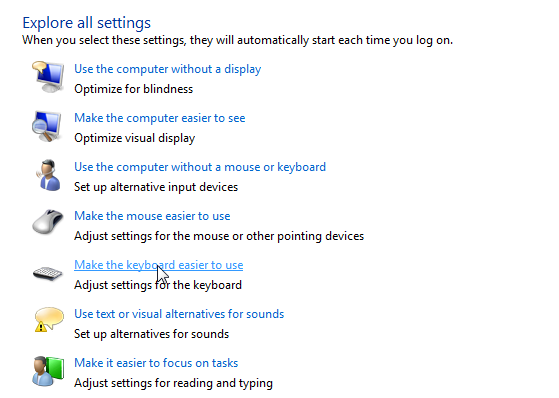 Explore all settings
When you select these settings, they will automatically start each time you log on.
Use the computer without a display
Optimize for blindness
Make the computer easier to see
Optimize visual display
Use the computer without a mouse or keyboard
Set up alternative input devices
Make the mouse easier to use
Adjust settings for the mouse or other pointing devices
Make the keyboard easier to use
Adjust settings for the keyboard
Use text or visual alternatives for sounds
Set up alternatives for sounds
Make it easier to focus on tasks
Adjust settings for reading and typing